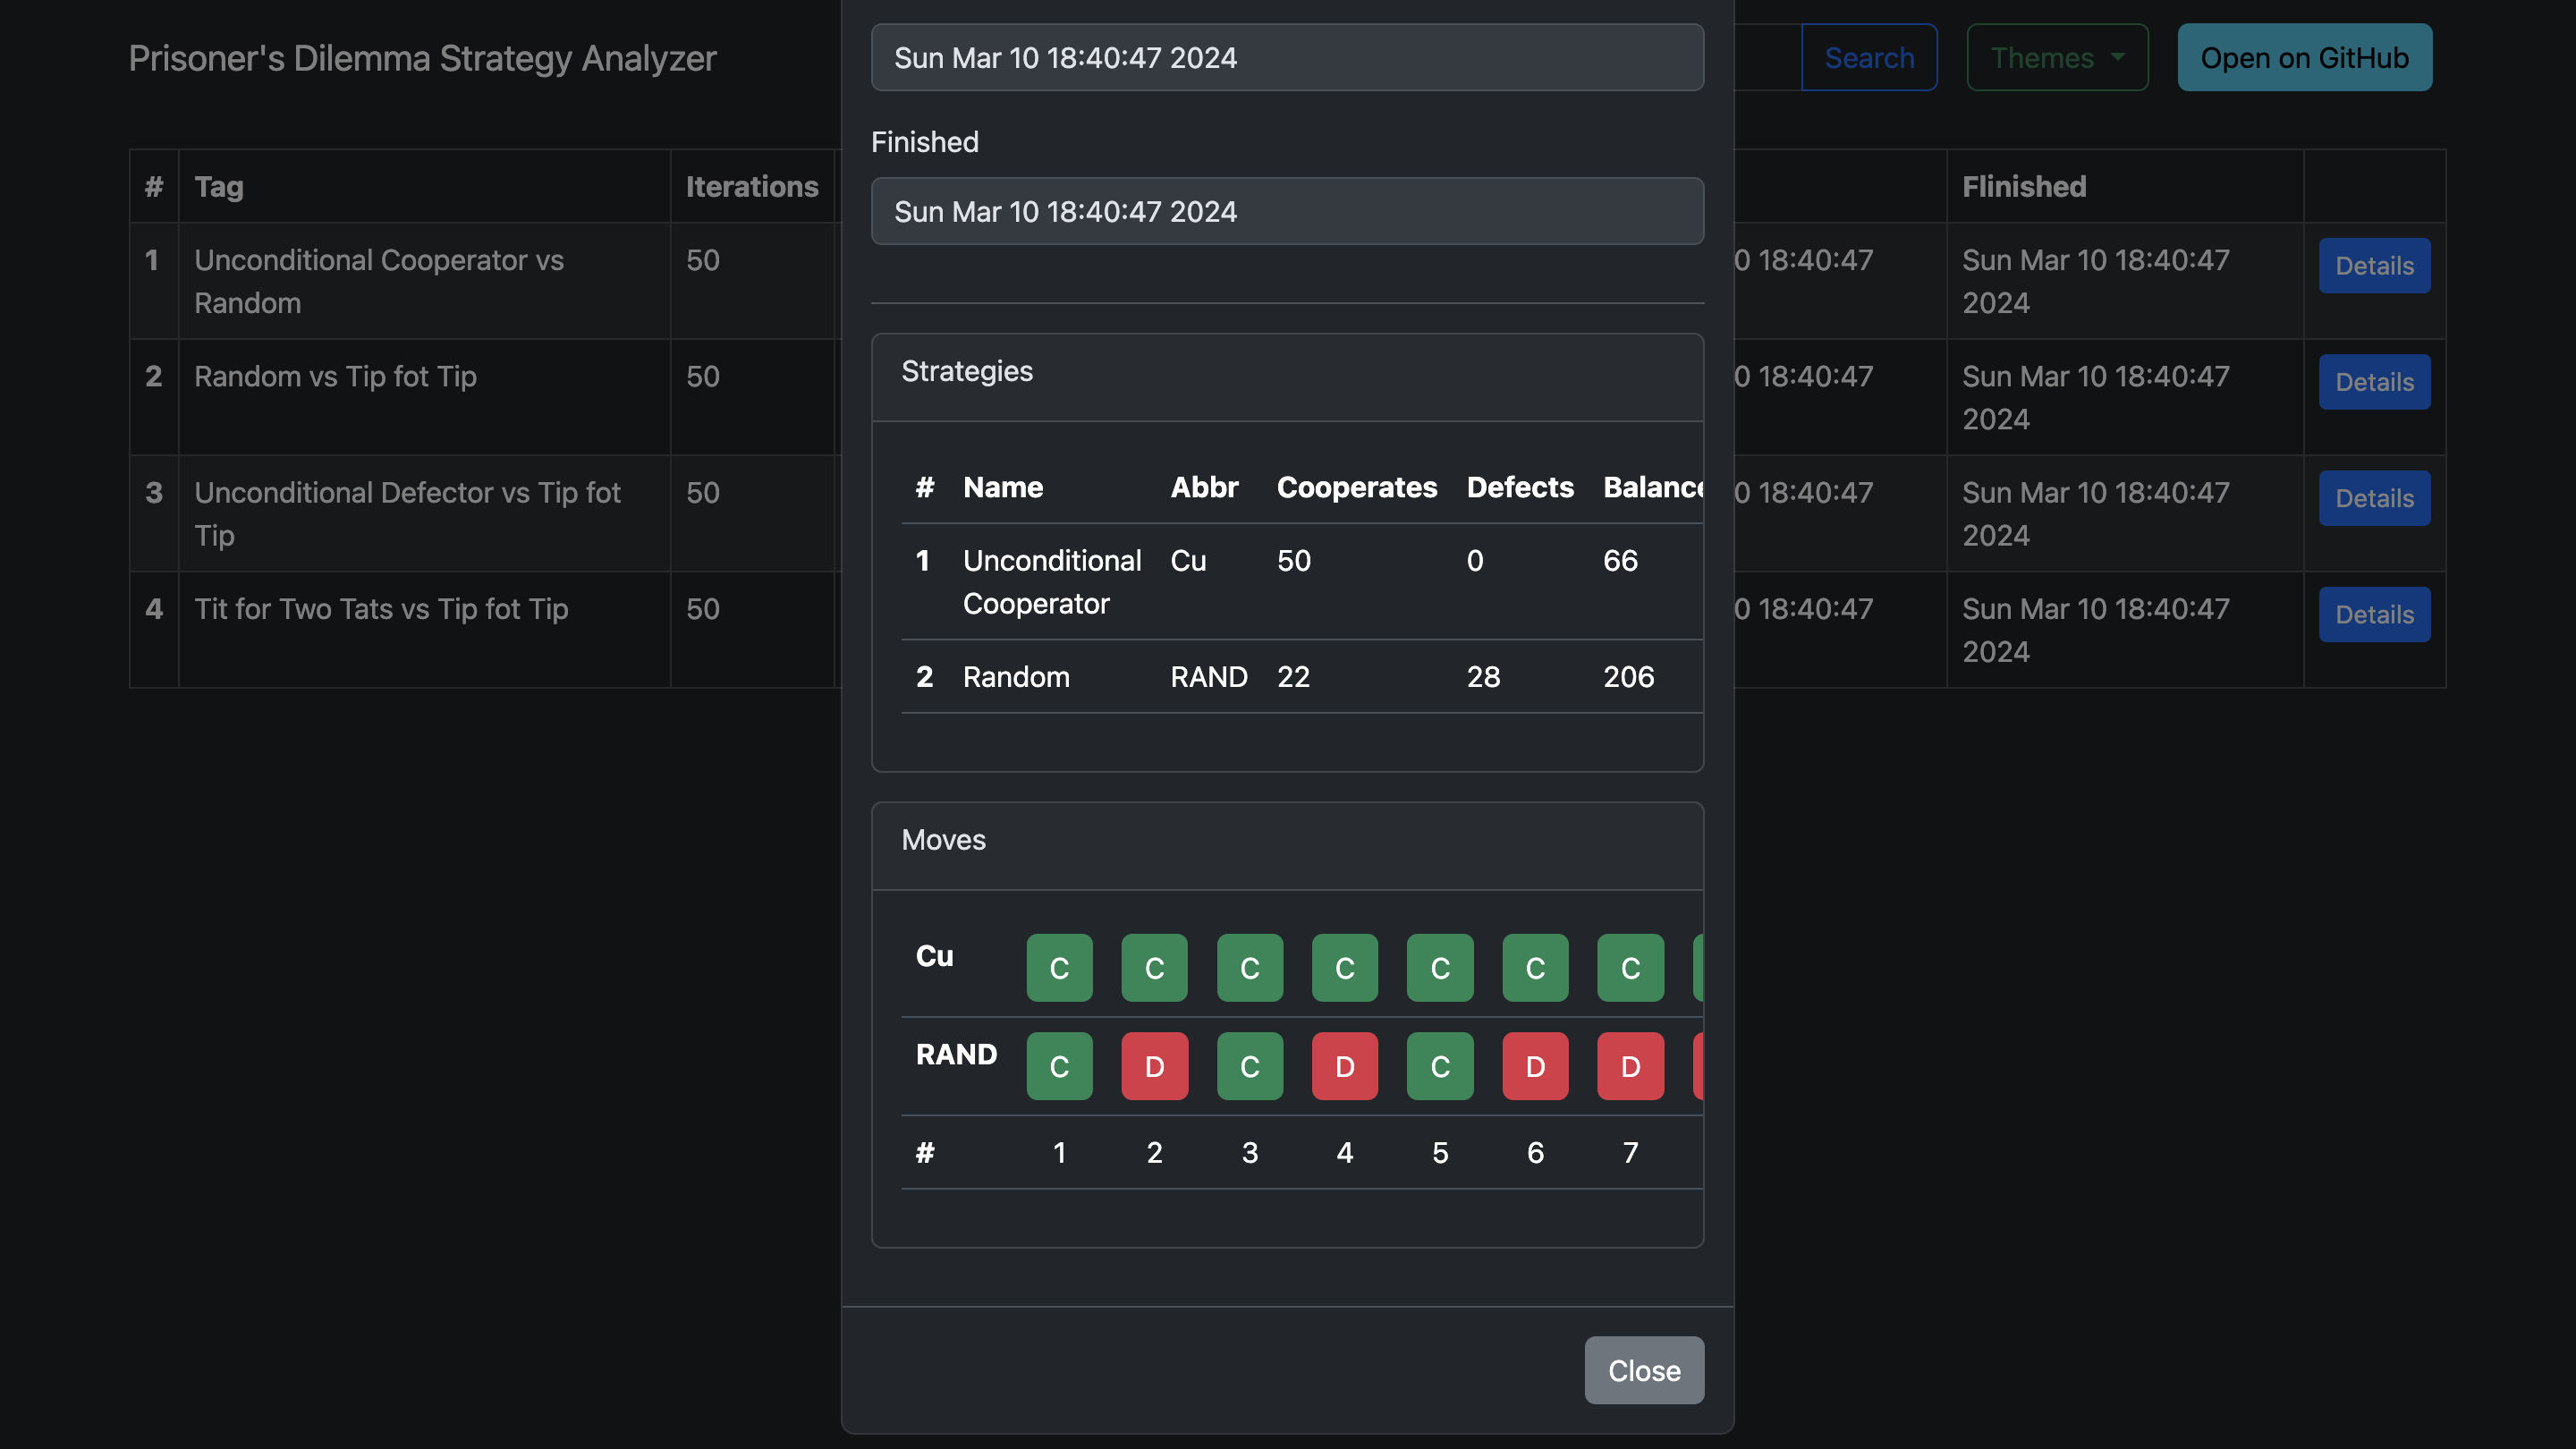 Prisoner's Dilemma Strategy Analyzer
Search
Themes
Open on GitHub
# Tag Iterations Flinished
1 Unconditional Cooperator vs Random 50 0 18:40:47 Sun Mar 10 18:40:47 2024 Details
2 Random vs Tip fot Tip 50 0 18:40:47 Sun Mar 10 18:40:47 2024 Details
3 Unconditional Defector vs Tip fot Tip 50 0 18:40:47 Sun Mar 10 18:40:47 2024 Details
4 Tit for Two Tats vs Tip fot Tip 50 0 18:40:47 Sun Mar 10 18:40:47 2024 Details
Sun Mar 10 18:40:47 2024
Finished
Sun Mar 10 18:40:47 2024
Strategies
# Name Abbr Cooperates Defects Balance
1 Unconditional Cooperator Cu 50 0 66
2 Random RAND 22 28 206
Moves
Cu C C C C C C C
RAND C D C D C D D
# 1 2 3 4 5 6 7
Close